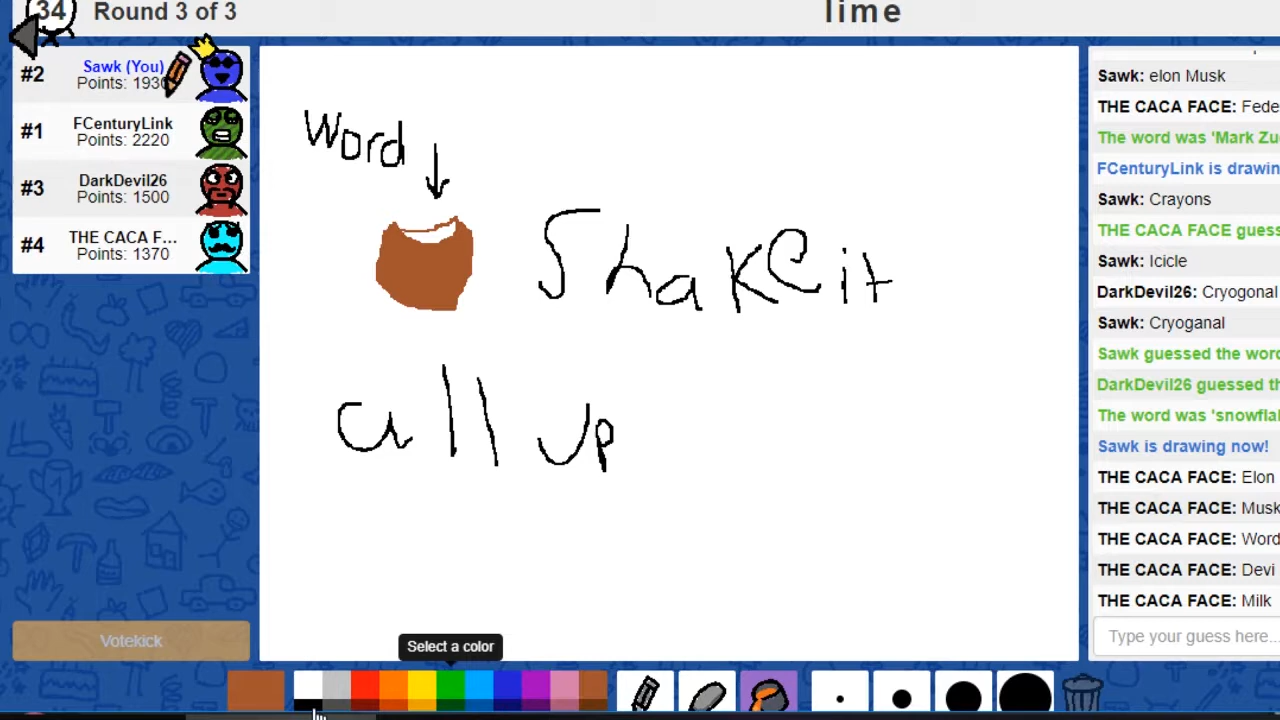 34 Round 3 of 3
lime
#2 Sawk (You)
Points: 1930
#1 FCenturyLink
Points: 2220
#3 DarkDevil26
Points: 1500
#4 THE CACA F...
Points: 1370
Votekick
Word
Shake it
all up
Select a color
Sawk: elon Musk
THE CACA FACE: Fede
The word was 'Mark Zu
FCenturyLink is drawin
Sawk: Crayons
THE CACA FACE gues
Sawk: Icicle
DarkDevil26: Cryogonal
Sawk: Cryoganal
Sawk guessed the word
DarkDevil26 guessed th
The word was 'snowflal
Sawk is drawing now!
THE CACA FACE: Elon
THE CACA FACE: Musk
THE CACA FACE: Word
THE CACA FACE: Devi
THE CACA FACE: Milk
Type your guess here...